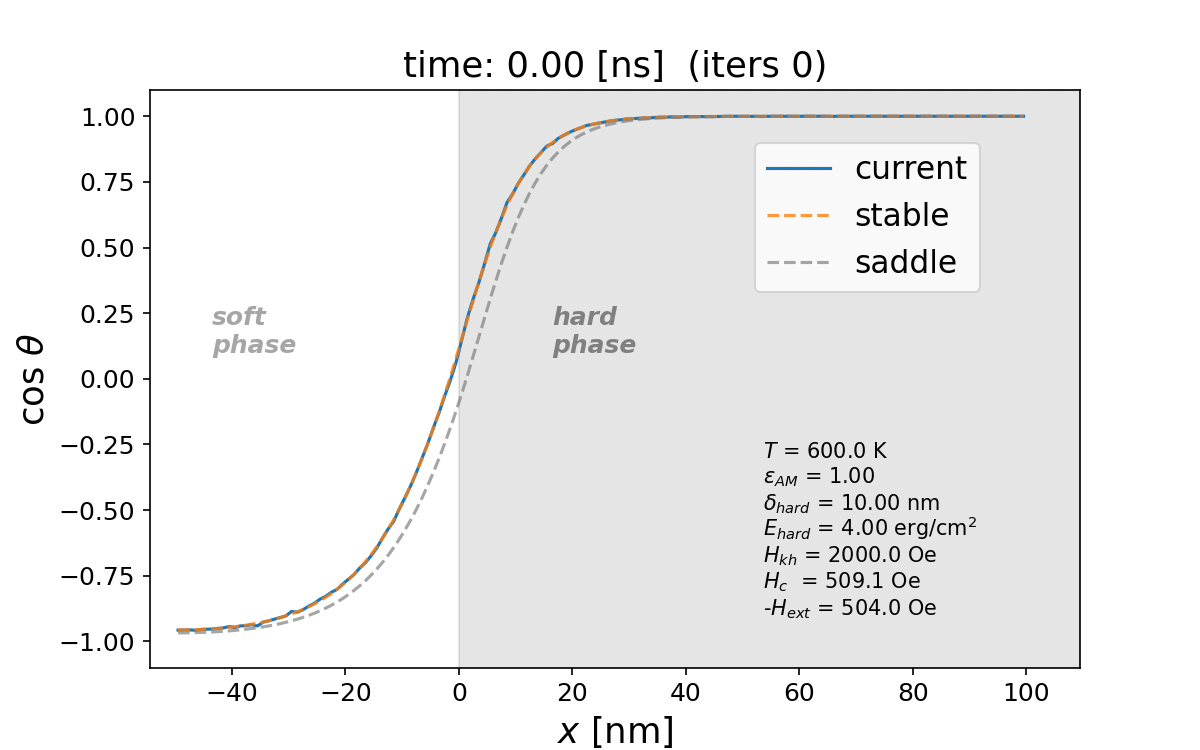 time: 0.00 [ns]  (iters 0)
1.00
0.75
0.50
0.25
0.00
−0.25
−0.50
−0.75
−1.00
cos θ
current
stable
saddle
soft
phase
hard
phase
T = 600.0 K
ε_AM = 1.00
δ_hard = 10.00 nm
E_hard = 4.00 erg/cm²
H_kh = 2000.0 Oe
H_c  = 509.1 Oe
-H_ext = 504.0 Oe
−40 −20 0 20 40 60 80 100
x [nm]